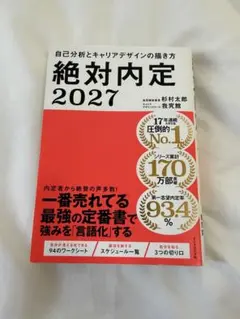 自己分析とキャリアデザインの描き方
絶対内定
2027
杉村太郎
17年連続
圧倒的
No.1
シリーズ累計
170
万部
第一志望内定率
93.4
%
内定者から絶賛の声多数!
一番売れてる
最強の定番書で
強みを「言語化」する
94のワークシート
スケジュール一覧
3つの切り口